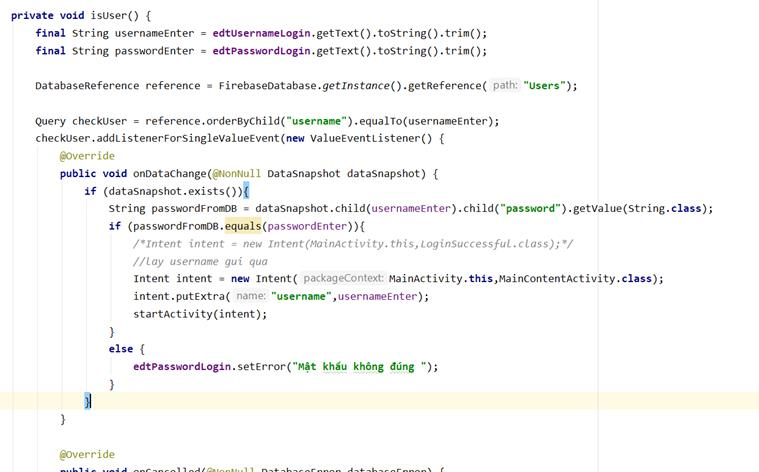 private void isUser() {
final String usernameEnter = edtUsernameLogin.getText().toString().trim();
final String passwordEnter = edtPasswordLogin.getText().toString().trim();
DatabaseReference reference = FirebaseDatabase.getInstance().getReference( path: "Users");
Query checkUser = reference.orderByChild("username").equalTo(usernameEnter);
checkUser.addListenerForSingleValueEvent(new ValueEventListener() {
@Override
public void onDataChange(@NonNull DataSnapshot dataSnapshot) {
if (dataSnapshot.exists()){
String passwordFromDB = dataSnapshot.child(usernameEnter).child("password").getValue(String.class);
if (passwordFromDB.equals(passwordEnter)){
/*Intent intent = new Intent(MainActivity.this,LoginSuccessful.class);*/
//lay username gui qua
Intent intent = new Intent( packageContext: MainActivity.this,MainContentActivity.class);
intent.putExtra( name: "username",usernameEnter);
startActivity(intent);
}
else {
edtPasswordLogin.setError("Mật khẩu không đúng ");
}
}
}
@Override
public void onCancelled(@NonNull DatabaseError databaseError) {